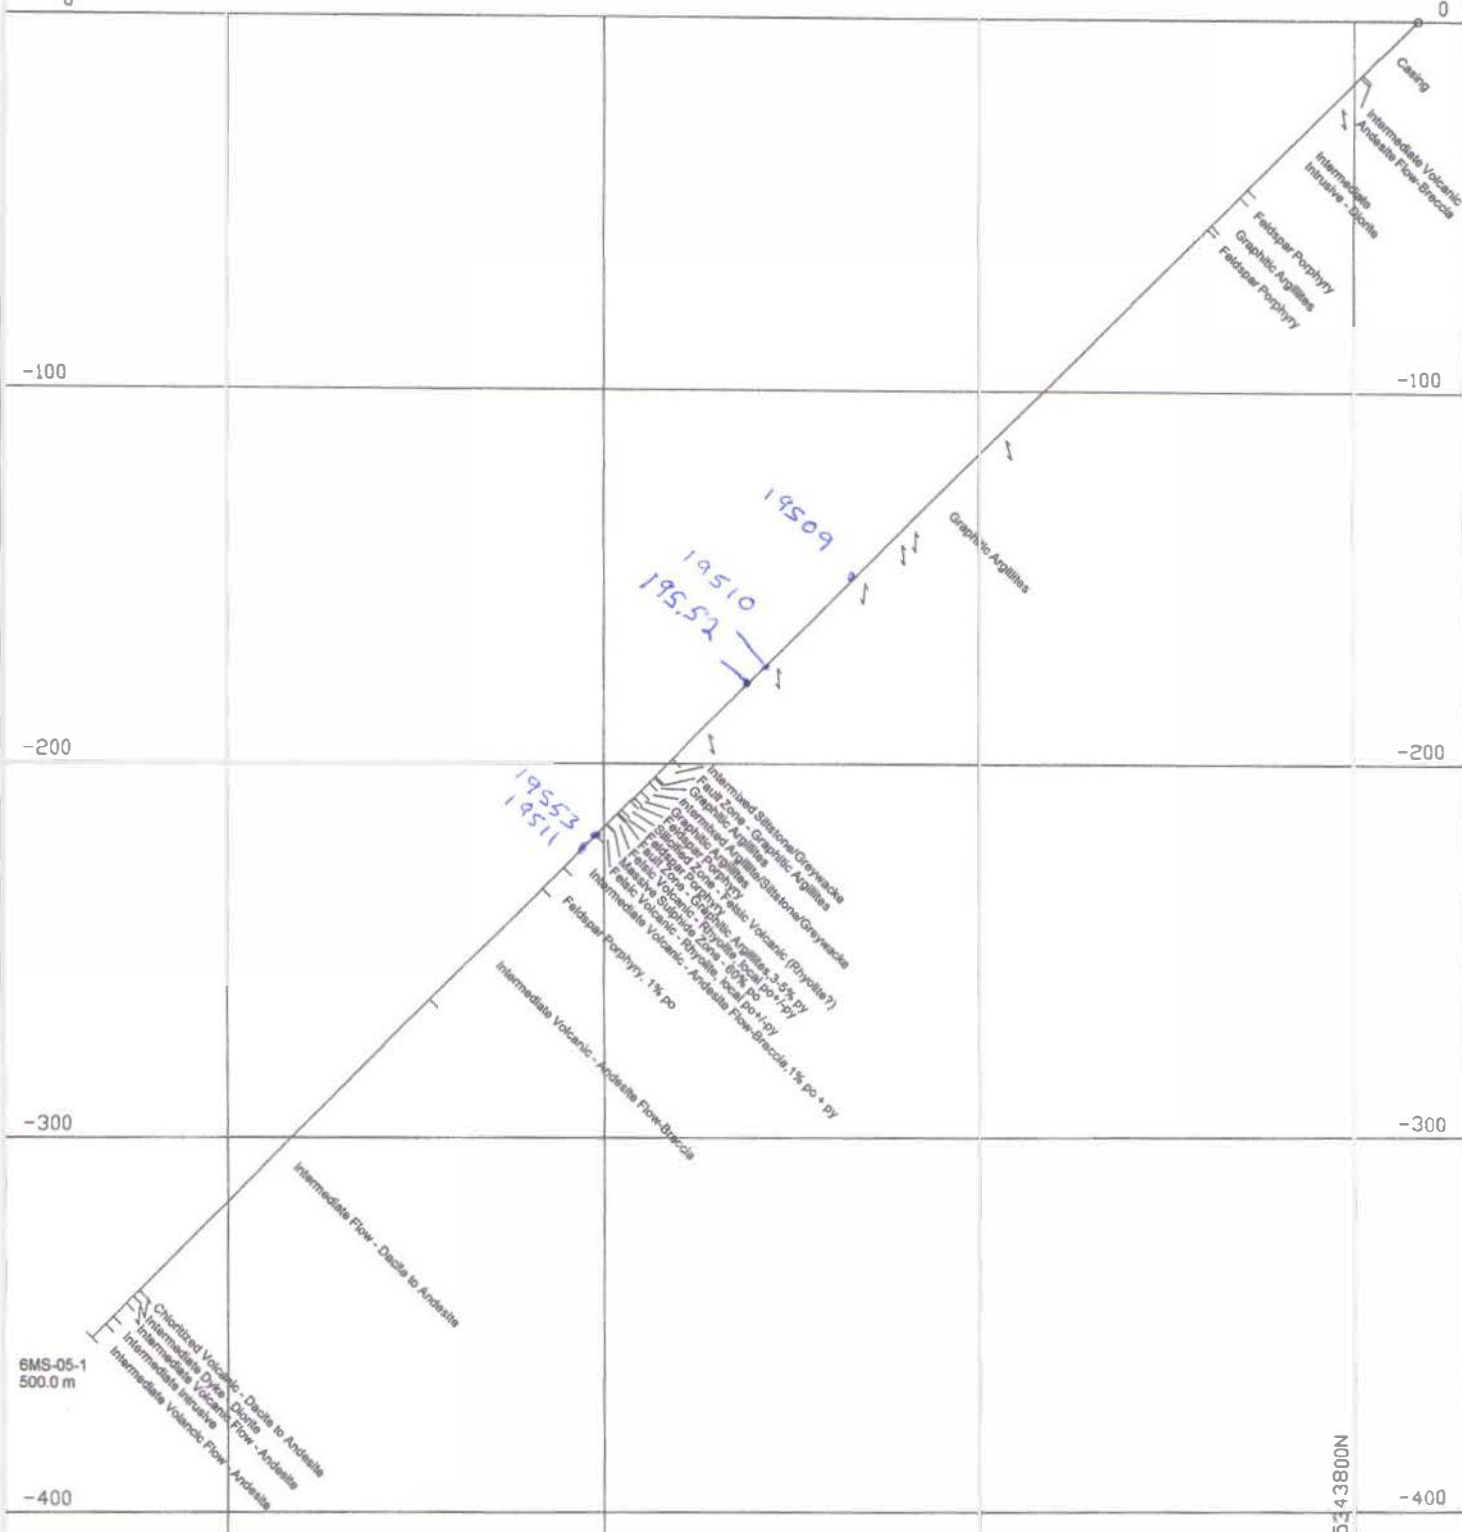 0
0
Casing
Intermediate Volcanic
Andesite Flow-Breccia
Intermediate
Intrusive - Diorite
Feldspar Porphyry
Graphitic Argillites
Feldspar Porphyry
-100
-100
19509
Graphitic Argillites
19510
195.52
-200
-200
Intermixed Siltstone/Greywacke
Fault Zone - Graphitic Argillites
Graphitic Argillites
Intermixed Argillite/Siltstone/Greywacke
Graphitic Argillites
Feldspar Porphyry
Silicified Zone - Felsic Volcanic (Rhyolite?)
Feldspar Porphyry
Fault Zone - Graphitic Argillites, 3-5% py
Felsic Volcanic - Rhyolite, local po+/-py
Massive Sulphide Zone - 60% po
Felsic Volcanic - Rhyolite, local po+/-py
Intermediate Volcanic - Andesite Flow-Breccia, 1% po + py
19553
19511
Feldspar Porphyry, 1% po
Intermediate Volcanic - Andesite Flow-Breccia
-300
-300
Intermediate Flow - Dacite to Andesite
Chloritized Volcanic - Dacite to Andesite
Intermediate Dyke - Diorite
Intermediate Volcanic Flow - Andesite
Intermediate Intrusive
Intermediate Volancic Flow - Andesite
6MS-05-1
500.0 m
-400
-400
5343800N